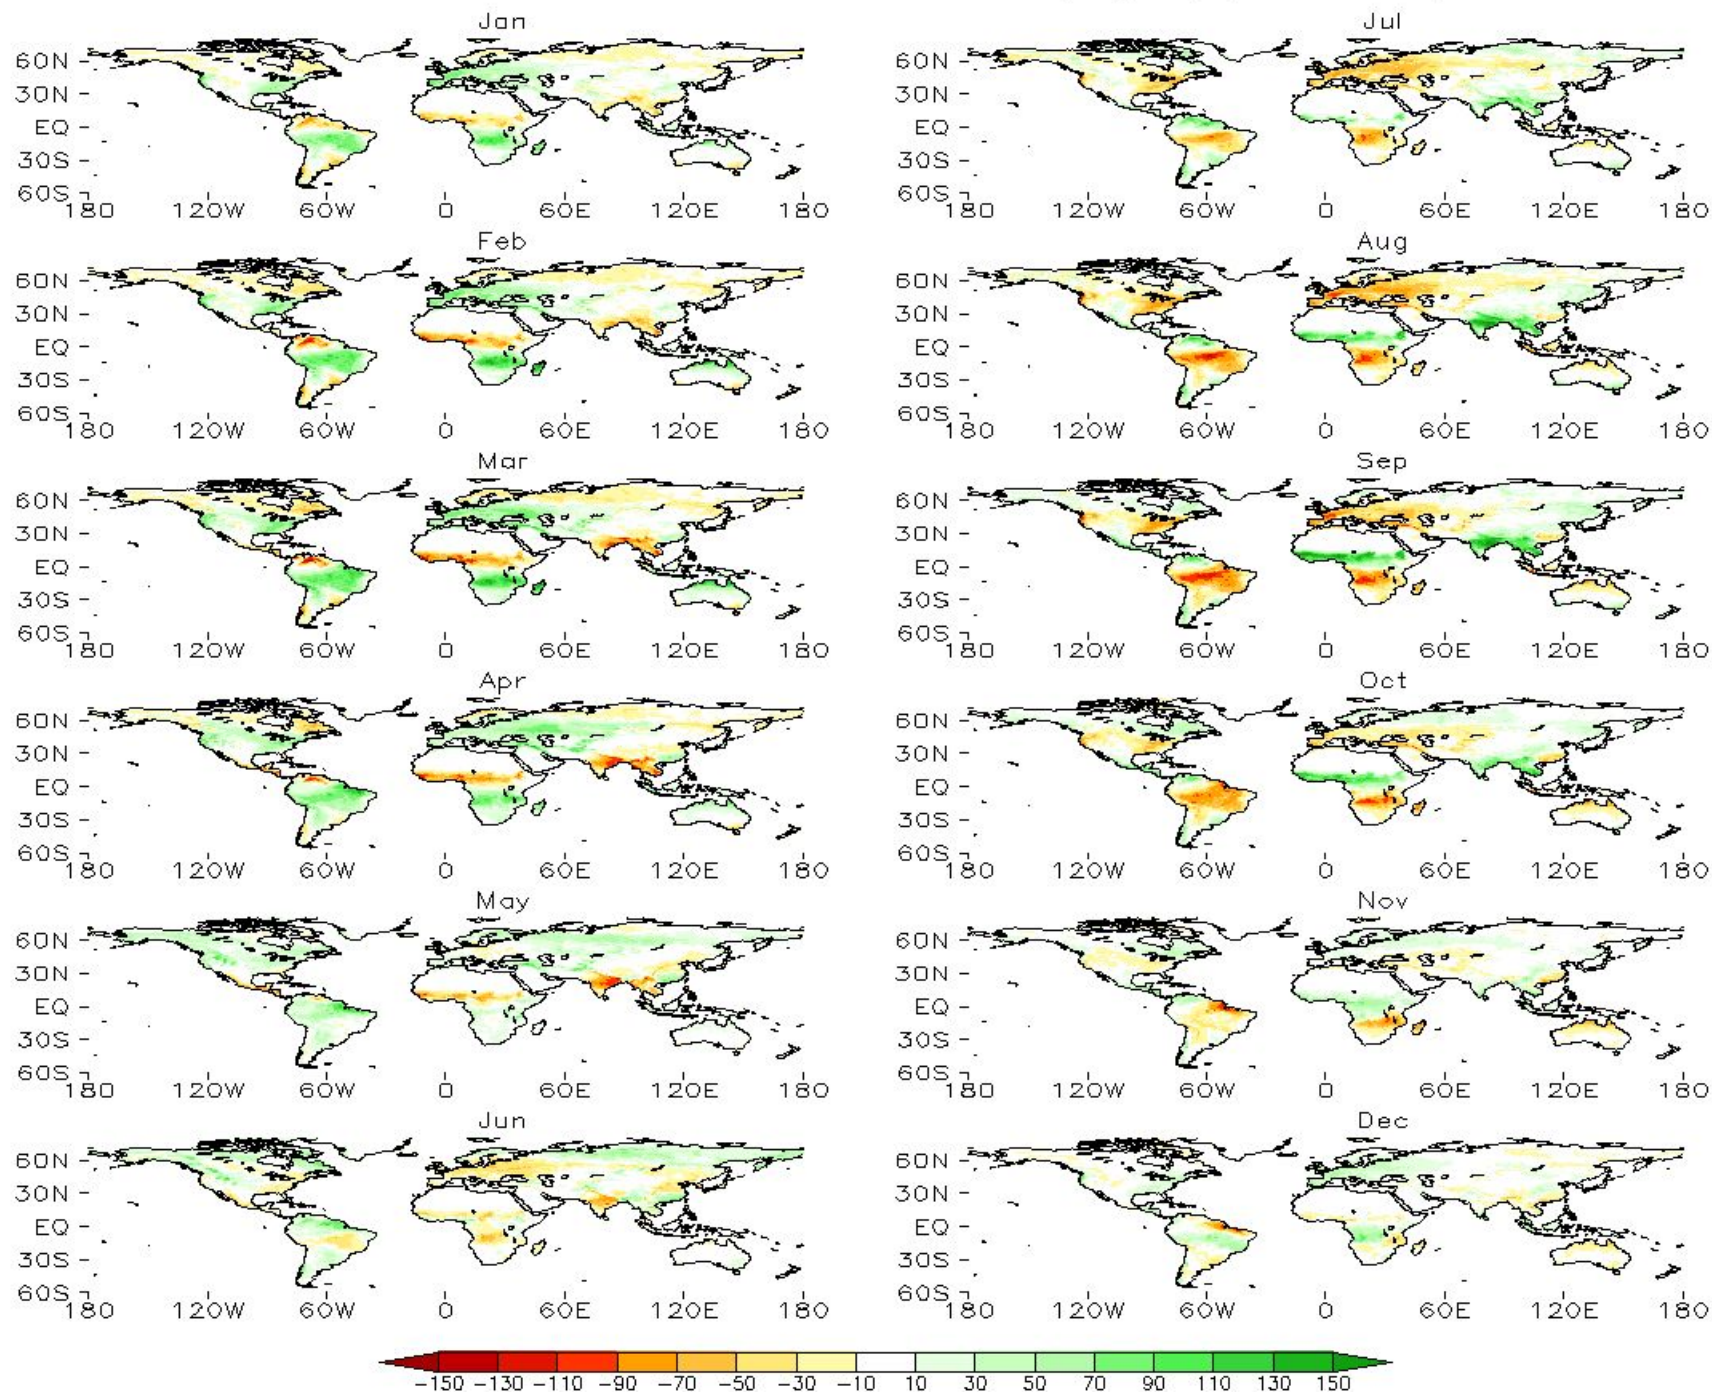 Jan Jul
60N 60N
30N 30N
EQ EQ
30S 30S
60S 60S
180 120W 60W 0 60E 120E 180 180 120W 60W 0 60E 120E 180
Feb Aug
60N 60N
30N 30N
EQ EQ
30S 30S
60S 60S
180 120W 60W 0 60E 120E 180 180 120W 60W 0 60E 120E 180
Mar Sep
60N 60N
30N 30N
EQ EQ
30S 30S
60S 60S
180 120W 60W 0 60E 120E 180 180 120W 60W 0 60E 120E 180
Apr Oct
60N 60N
30N 30N
EQ EQ
30S 30S
60S 60S
180 120W 60W 0 60E 120E 180 180 120W 60W 0 60E 120E 180
May Nov
60N 60N
30N 30N
EQ EQ
30S 30S
60S 60S
180 120W 60W 0 60E 120E 180 180 120W 60W 0 60E 120E 180
Jun Dec
60N 60N
30N 30N
EQ EQ
30S 30S
60S 60S
180 120W 60W 0 60E 120E 180 180 120W 60W 0 60E 120E 180
-150 -130 -110 -90 -70 -50 -30 -10 10 30 50 70 90 110 130 150